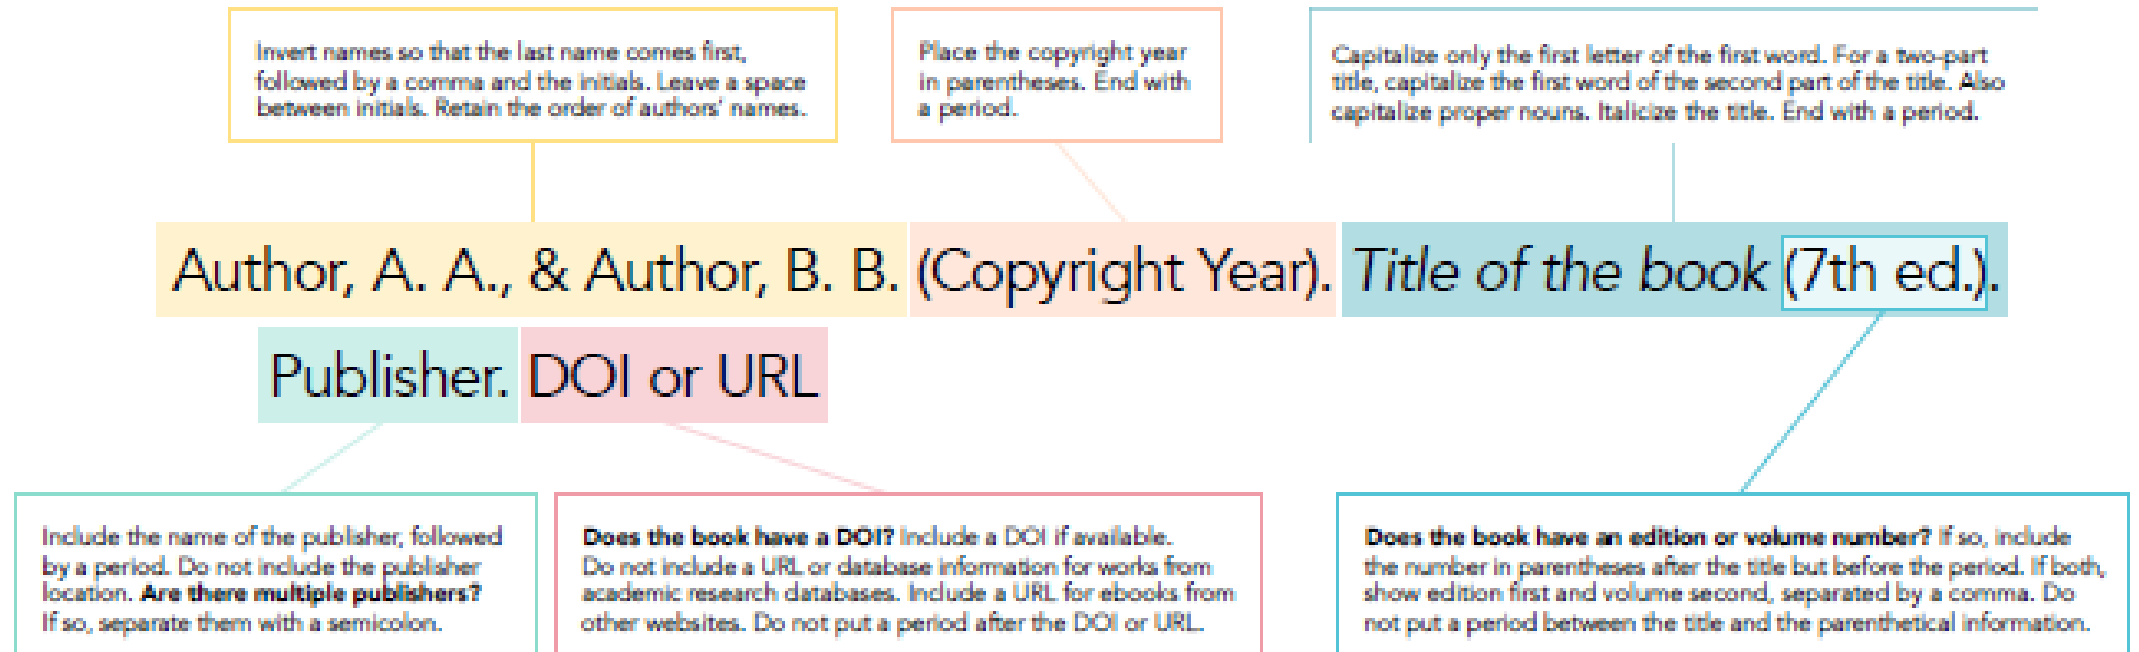 Invert names so that the last name comes first,
followed by a comma and the initials. Leave a space
between initials. Retain the order of authors' names.
Place the copyright year
in parentheses. End with
a period.
Capitalize only the first letter of the first word. For a two-part
title, capitalize the first word of the second part of the title. Also
capitalize proper nouns. Italicize the title. End with a period.
Author, A. A., & Author, B. B. (Copyright Year). Title of the book (7th ed.).
Publisher. DOI or URL
Include the name of the publisher, followed
by a period. Do not include the publisher
location. Are there multiple publishers?
If so, separate them with a semicolon.
Does the book have a DOI? Include a DOI if available.
Do not include a URL or database information for works from
academic research databases. Include a URL for ebooks from
other websites. Do not put a period after the DOI or URL.
Does the book have an edition or volume number? If so, include
the number in parentheses after the title but before the period. If both,
show edition first and volume second, separated by a comma. Do
not put a period between the title and the parenthetical information.